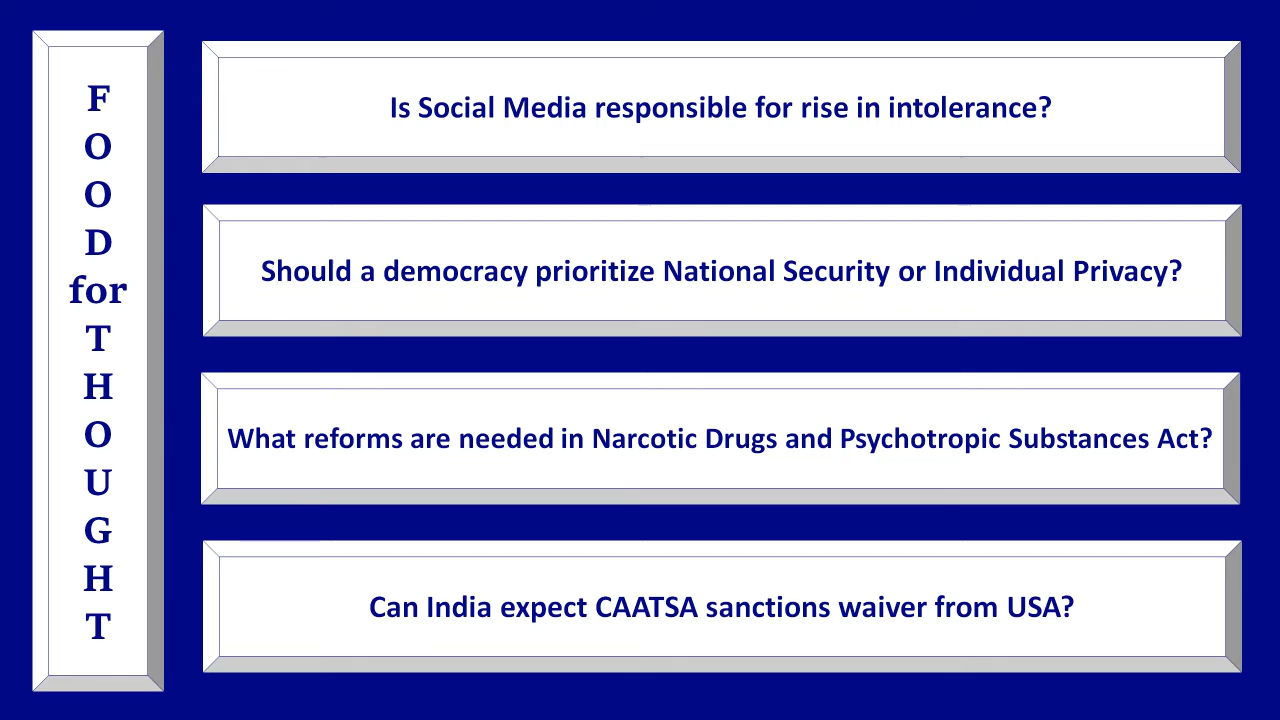 F
O
O
D
for
T
H
O
U
G
H
T
Is Social Media responsible for rise in intolerance?
Should a democracy prioritize National Security or Individual Privacy?
What reforms are needed in Narcotic Drugs and Psychotropic Substances Act?
Can India expect CAATSA sanctions waiver from USA?